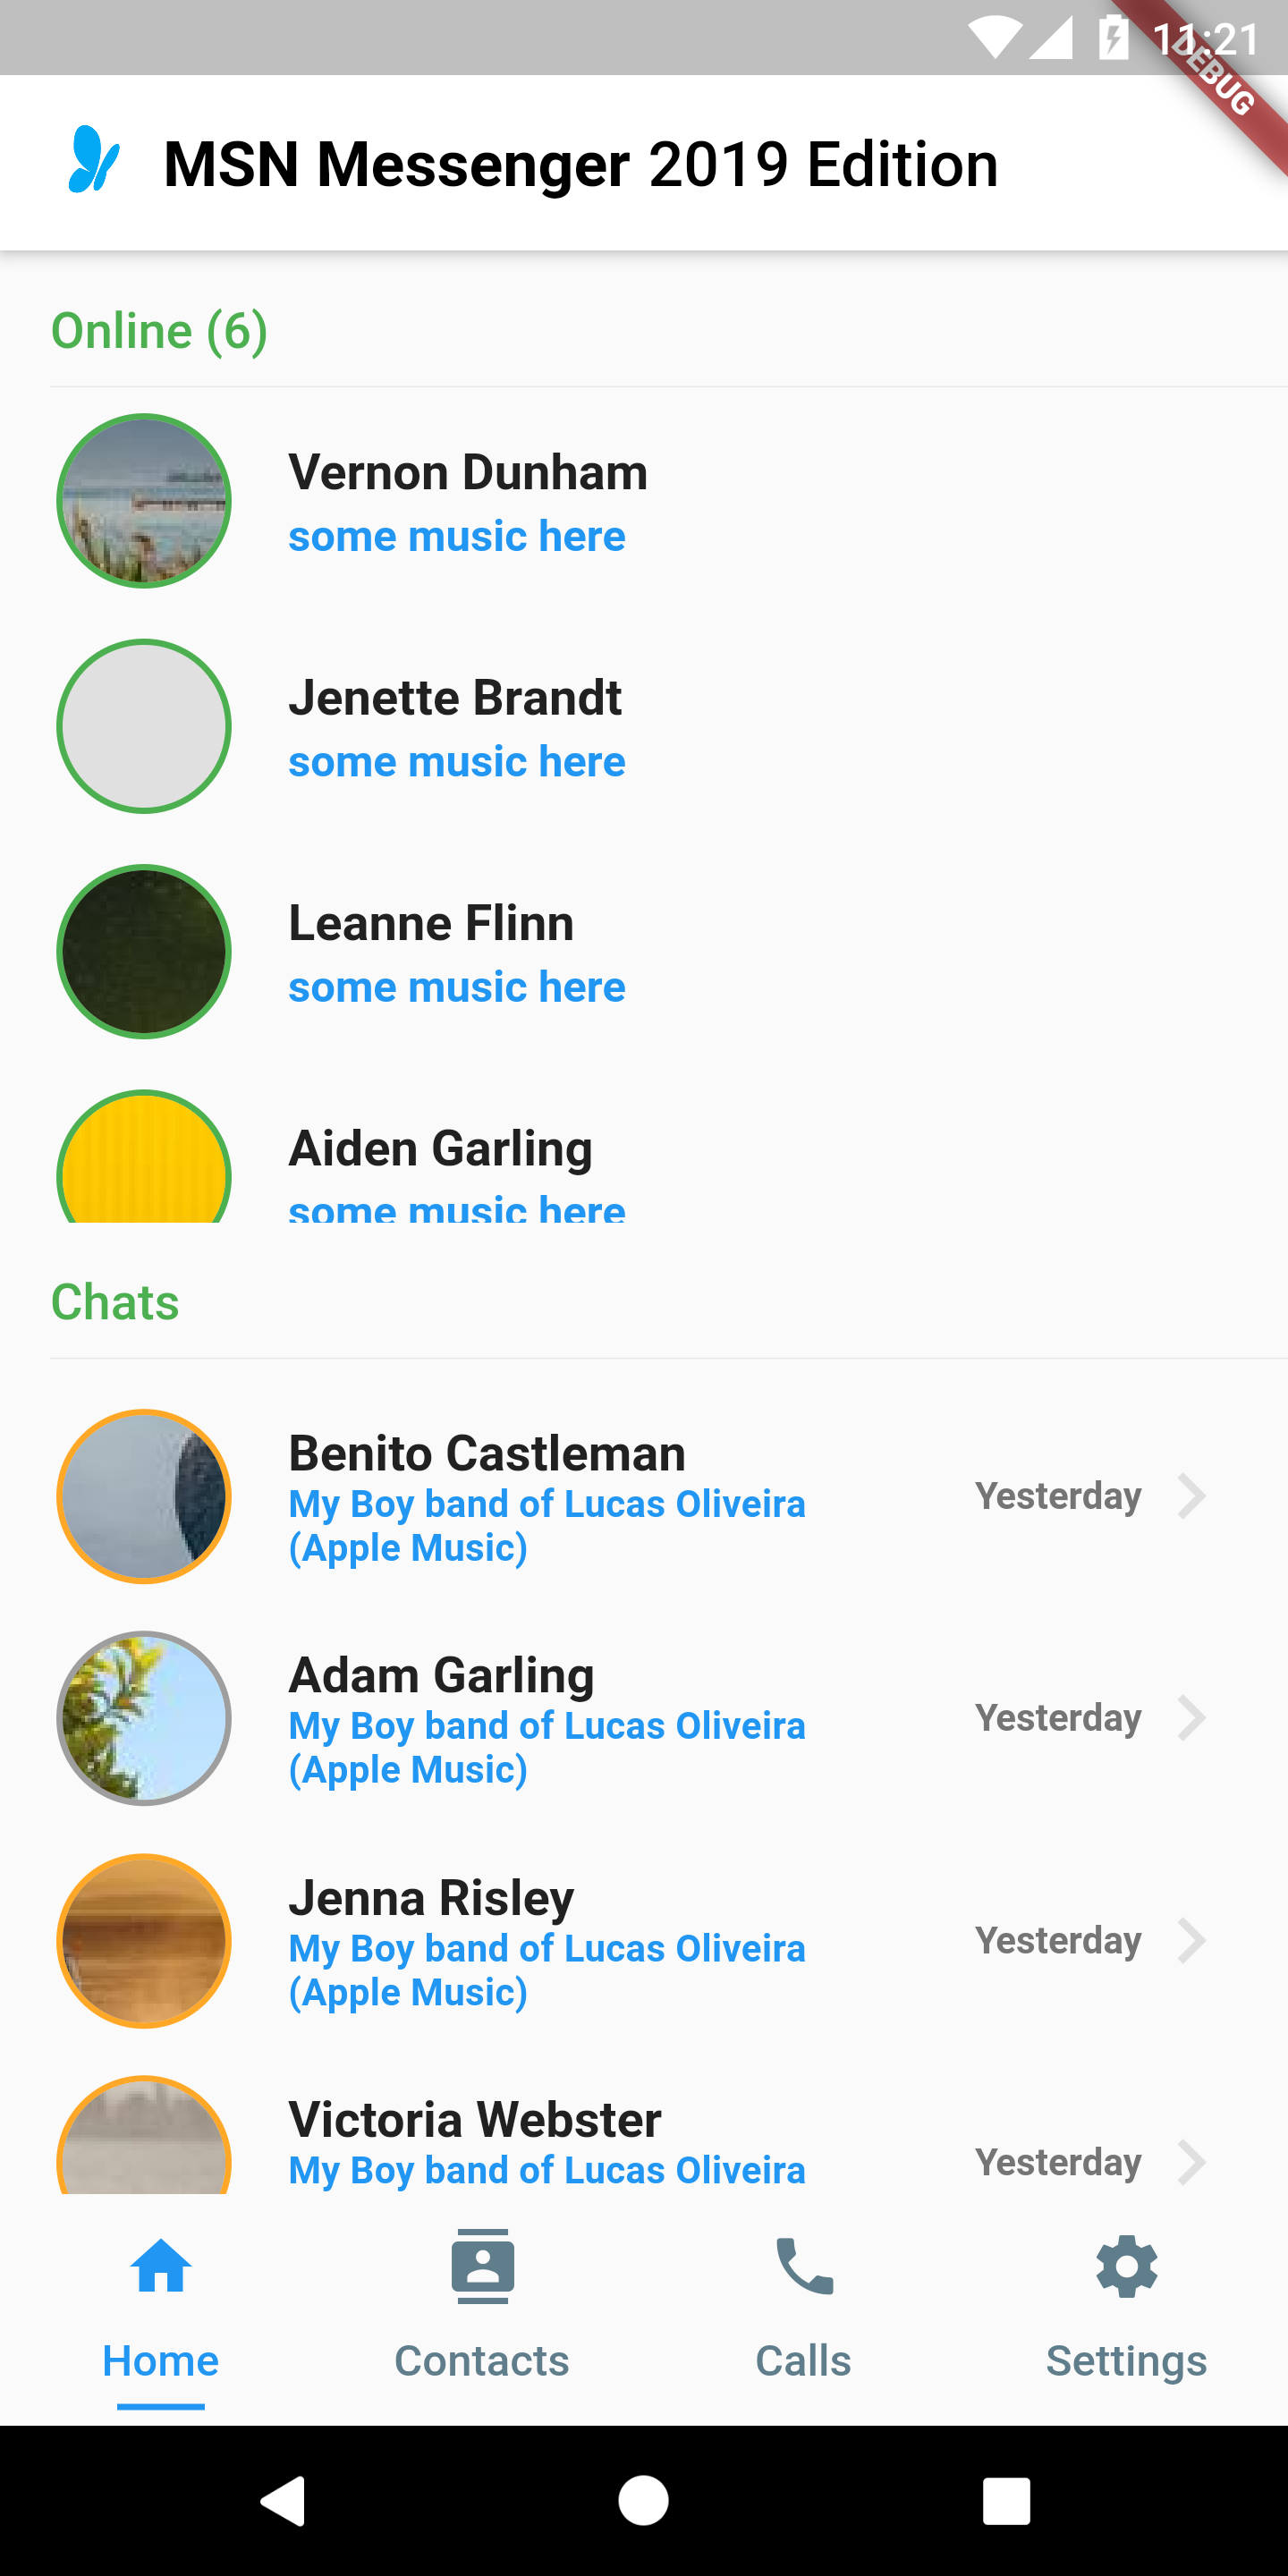 11:21
DEBUG
MSN Messenger 2019 Edition
Online (6)
Vernon Dunham
some music here
Jenette Brandt
some music here
Leanne Flinn
some music here
Aiden Garling
some music here
Chats
Benito Castleman
My Boy band of Lucas Oliveira
(Apple Music)
Yesterday
Adam Garling
My Boy band of Lucas Oliveira
(Apple Music)
Yesterday
Jenna Risley
My Boy band of Lucas Oliveira
(Apple Music)
Yesterday
Victoria Webster
My Boy band of Lucas Oliveira
Yesterday
Home
Contacts
Calls
Settings